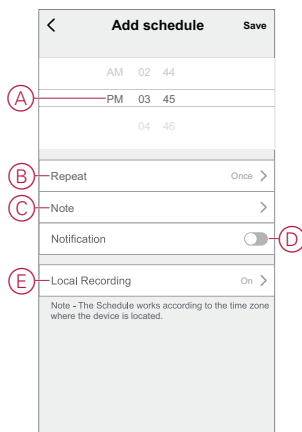 Add schedule Save
AM 02 44
A PM 03 45
04 46
B Repeat Once
C Note
Notification D
E Local Recording On
Note - The Schedule works according to the time zone
where the device is located.